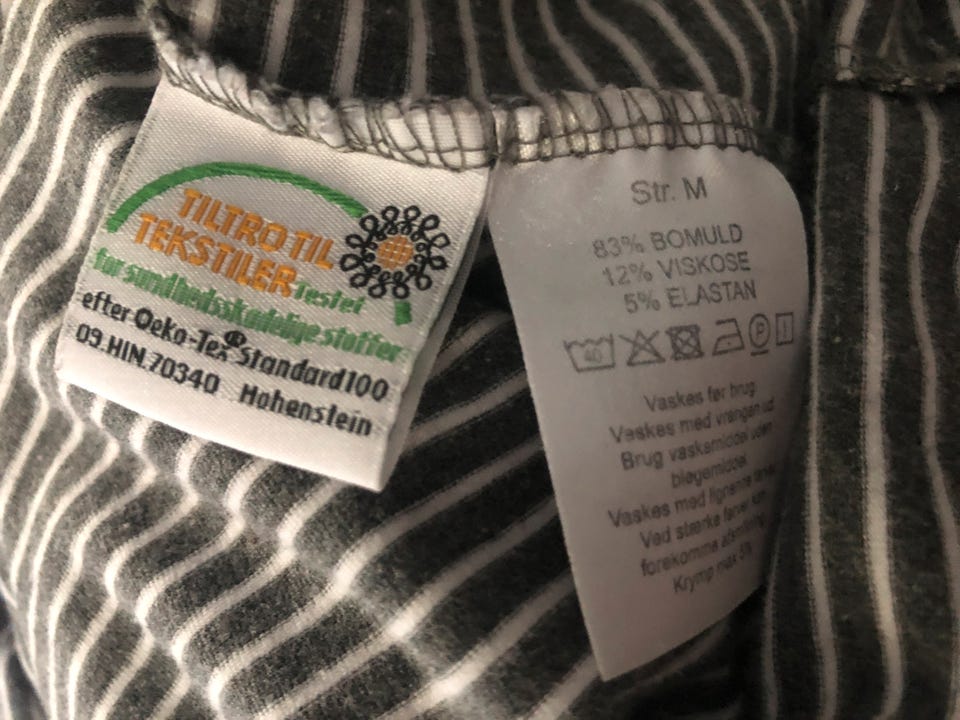 TILTRO TIL
TEKSTILER Testet
for sundhedsskadelige stoffer
efter Oeko-Tex® Standard 100
09.HIN.70340 Hohenstein
Str. M
83% BOMULD
12% VISKOSE
5% ELASTAN
40 P
Vaskes før brug
Vaskes med vrangen ud
Brug vaskemiddel uden
blegemiddel
Vaskes med lignende farver
Ved stærke farver kan
forekomme afsmitning
Krymp max 5%